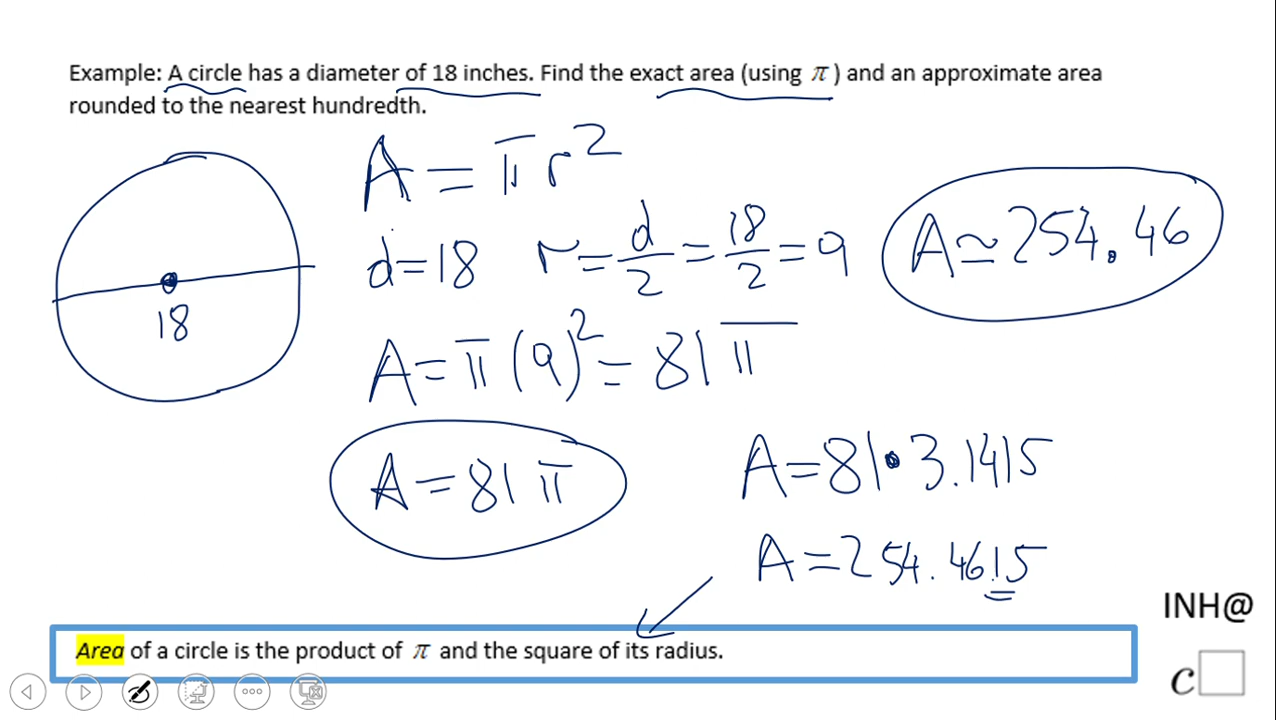 Example: A circle has a diameter of 18 inches. Find the exact area (using π) and an approximate area
rounded to the nearest hundredth.
A = πr²
d=18 r = d/2 = 18/2 = 9
A ≃ 254.46
18
A = π(9)² = 81π
A = 81π
A = 81•3.1415
A = 254.4615
Area of a circle is the product of π and the square of its radius.
INH@
c